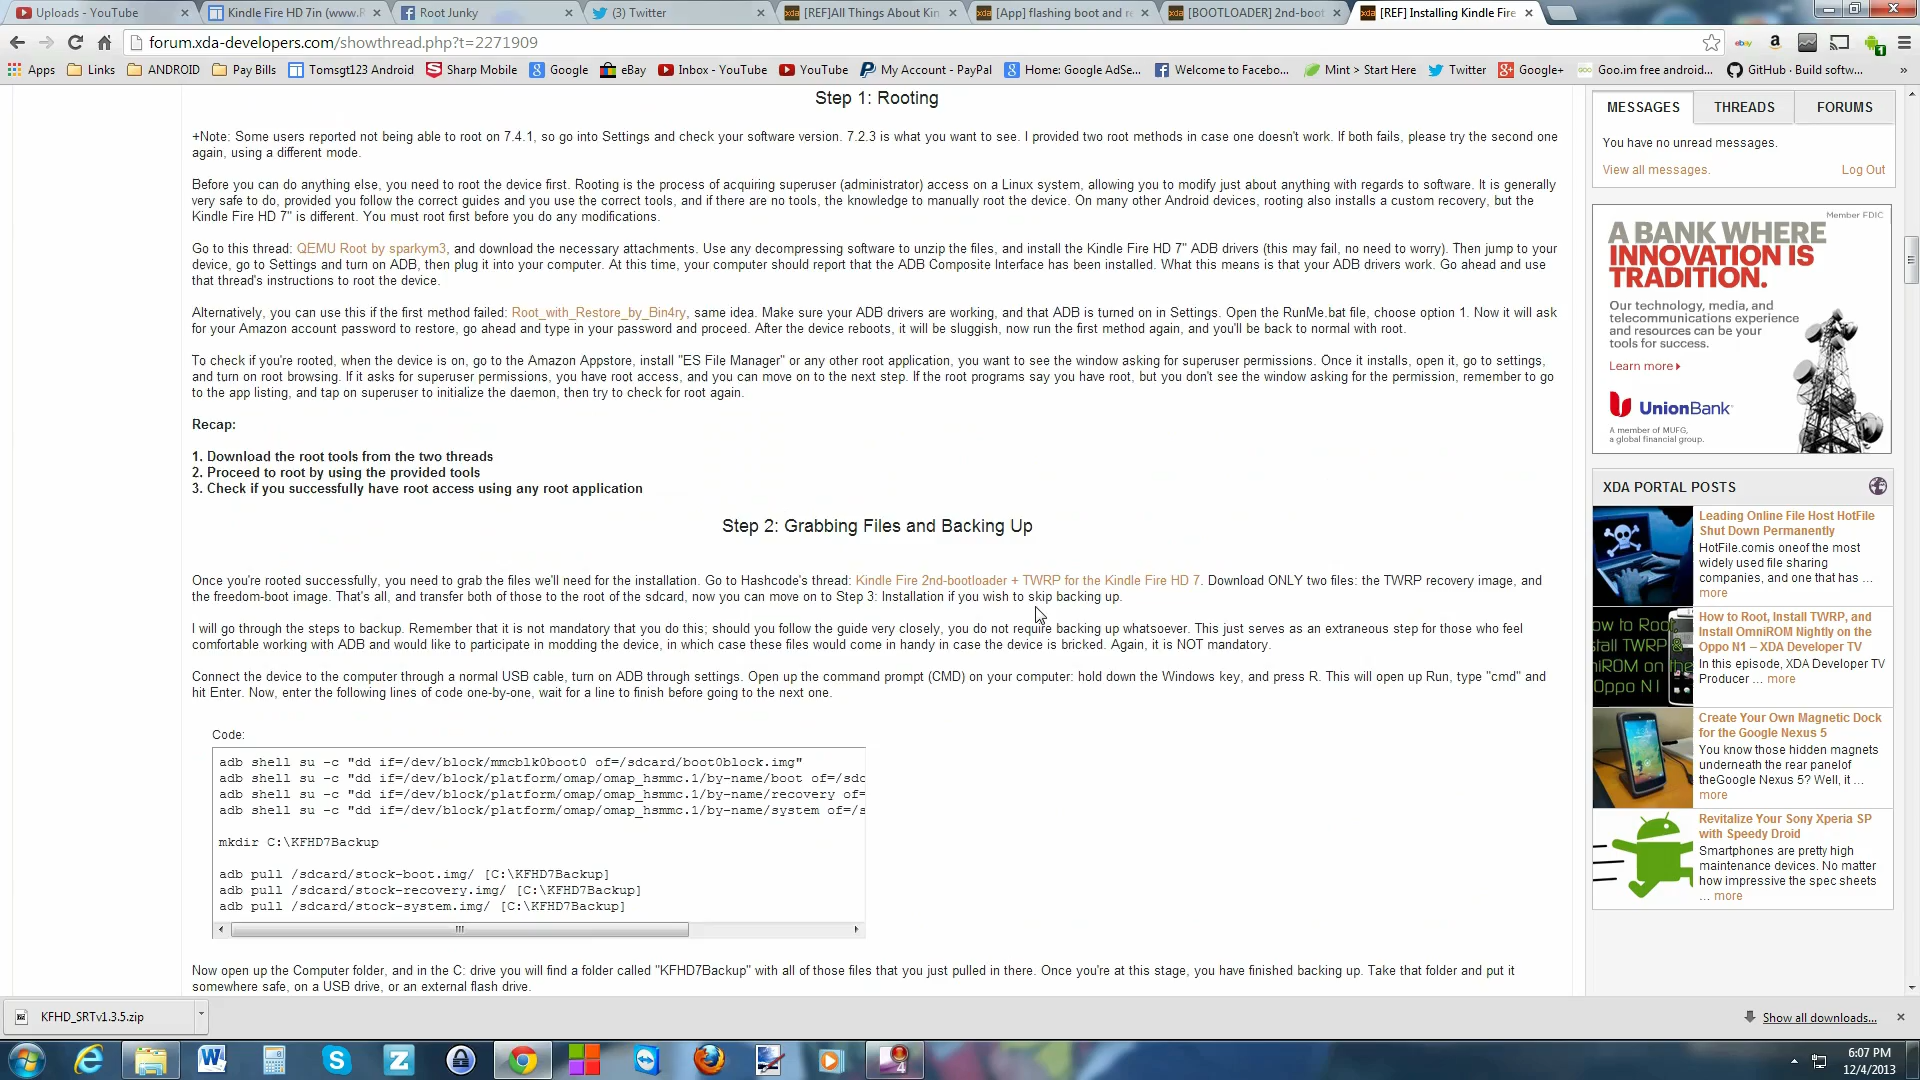 Uploads - YouTube
Kindle Fire HD 7in (www.R
Root Junky
(3) Twitter
[REF]All Things About Kin
[App] flashing boot and re
[BOOTLOADER] 2nd-boot
[REF] Installing Kindle Fire
forum.xda-developers.com/showthread.php?t=2271909
Apps
Links
ANDROID
Pay Bills
Tomsgt123 Android
Sharp Mobile
Google
eBay
Inbox - YouTube
YouTube
My Account - PayPal
Home: Google AdSe...
Welcome to Facebo...
Mint > Start Here
Twitter
Google+
Goo.im free android...
GitHub · Build softw...
Step 1: Rooting
+Note: Some users reported not being able to root on 7.4.1, so go into Settings and check your software version. 7.2.3 is what you want to see. I provided two root methods in case one doesn't work. If both fails, please try the second one
again, using a different mode.
Before you can do anything else, you need to root the device first. Rooting is the process of acquiring superuser (administrator) access on a Linux system, allowing you to modify just about anything with regards to software. It is generally
very safe to do, provided you follow the correct guides and you use the correct tools, and if there are no tools, the knowledge to manually root the device. On many other Android devices, rooting also installs a custom recovery, but the
Kindle Fire HD 7" is different. You must root first before you do any modifications.
Go to this thread: QEMU Root by sparkym3, and download the necessary attachments. Use any decompressing software to unzip the files, and install the Kindle Fire HD 7" ADB drivers (this may fail, no need to worry). Then jump to your
device, go to Settings and turn on ADB, then plug it into your computer. At this time, your computer should report that the ADB Composite Interface has been installed. What this means is that your ADB drivers work. Go ahead and use
that thread's instructions to root the device.
Alternatively, you can use this if the first method failed: Root_with_Restore_by_Bin4ry, same idea. Make sure your ADB drivers are working, and that ADB is turned on in Settings. Open the RunMe.bat file, choose option 1. Now it will ask
for your Amazon account password to restore, go ahead and type in your password and proceed. After the device reboots, it will be sluggish, now run the first method again, and you'll be back to normal with root.
To check if you're rooted, when the device is on, go to the Amazon Appstore, install "ES File Manager" or any other root application, you want to see the window asking for superuser permissions. Once it installs, open it, go to settings,
and turn on root browsing. If it asks for superuser permissions, you have root access, and you can move on to the next step. If the root programs say you have root, but you don't see the window asking for the permission, remember to go
to the app listing, and tap on superuser to initialize the daemon, then try to check for root again.
Recap:
1. Download the root tools from the two threads
2. Proceed to root by using the provided tools
3. Check if you successfully have root access using any root application
Step 2: Grabbing Files and Backing Up
Once you're rooted successfully, you need to grab the files we'll need for the installation. Go to Hashcode's thread: Kindle Fire 2nd-bootloader + TWRP for the Kindle Fire HD 7. Download ONLY two files: the TWRP recovery image, and
the freedom-boot image. That's all, and transfer both of those to the root of the sdcard, now you can move on to Step 3: Installation if you wish to skip backing up.
I will go through the steps to backup. Remember that it is not mandatory that you do this; should you follow the guide very closely, you do not require backing up whatsoever. This just serves as an extraneous step for those who feel
comfortable working with ADB and would like to participate in modding the device, in which case these files would come in handy in case the device is bricked. Again, it is NOT mandatory.
Connect the device to the computer through a normal USB cable, turn on ADB through settings. Open up the command prompt (CMD) on your computer: hold down the Windows key, and press R. This will open up Run, type "cmd" and
hit Enter. Now, enter the following lines of code one-by-one, wait for a line to finish before going to the next one.
Code:
adb shell su -c "dd if=/dev/block/mmcblk0boot0 of=/sdcard/boot0block.img"
adb shell su -c "dd if=/dev/block/platform/omap/omap_hsmmc.1/by-name/boot of=/sdc
adb shell su -c "dd if=/dev/block/platform/omap/omap_hsmmc.1/by-name/recovery of=
adb shell su -c "dd if=/dev/block/platform/omap/omap_hsmmc.1/by-name/system of=/s
mkdir C:\KFHD7Backup
adb pull /sdcard/stock-boot.img/ [C:\KFHD7Backup]
adb pull /sdcard/stock-recovery.img/ [C:\KFHD7Backup]
adb pull /sdcard/stock-system.img/ [C:\KFHD7Backup]
Now open up the Computer folder, and in the C: drive you will find a folder called "KFHD7Backup" with all of those files that you just pulled in there. Once you're at this stage, you have finished backing up. Take that folder and put it
somewhere safe, on a USB drive, or an external flash drive.
MESSAGES
THREADS
FORUMS
You have no unread messages.
View all messages.
Log Out
Member FDIC
A BANK WHERE
INNOVATION IS
TRADITION.
Our technology, media, and
telecommunications experience
and resources can be your
tools for success.
Learn more
UnionBank
A member of MUFG,
a global financial group.
XDA PORTAL POSTS
Leading Online File Host HotFile
Shut Down Permanently
HotFile.comis oneof the most
widely used file sharing
companies, and one that has ...
more
How to Root, Install TWRP, and
Install OmniROM Nightly on the
Oppo N1 – XDA Developer TV
In this episode, XDA Developer TV
Producer ... more
Create Your Own Magnetic Dock
for the Google Nexus 5
You know those hidden magnets
underneath the rear panelof
theGoogle Nexus 5? Well, it ...
more
Revitalize Your Sony Xperia SP
with Speedy Droid
Smartphones are pretty high
maintenance devices. No matter
how impressive the spec sheets
... more
KFHD_SRTv1.3.5.zip
Show all downloads...
6:07 PM
12/4/2013